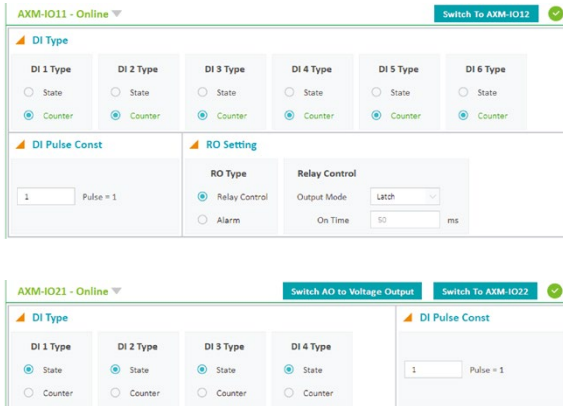 AXM-IO11 - Online
Switch To AXM-IO12
DI Type
DI 1 Type DI 2 Type DI 3 Type DI 4 Type DI 5 Type DI 6 Type
State State State State State State
Counter Counter Counter Counter Counter Counter
DI Pulse Const
RO Setting
RO Type Relay Control
1 Pulse = 1
Relay Control Output Mode Latch
Alarm On Time 50 ms
AXM-IO21 - Online
Switch AO to Voltage Output
Switch To AXM-IO22
DI Type
DI Pulse Const
DI 1 Type DI 2 Type DI 3 Type DI 4 Type
State State State State
1 Pulse = 1
Counter Counter Counter Counter